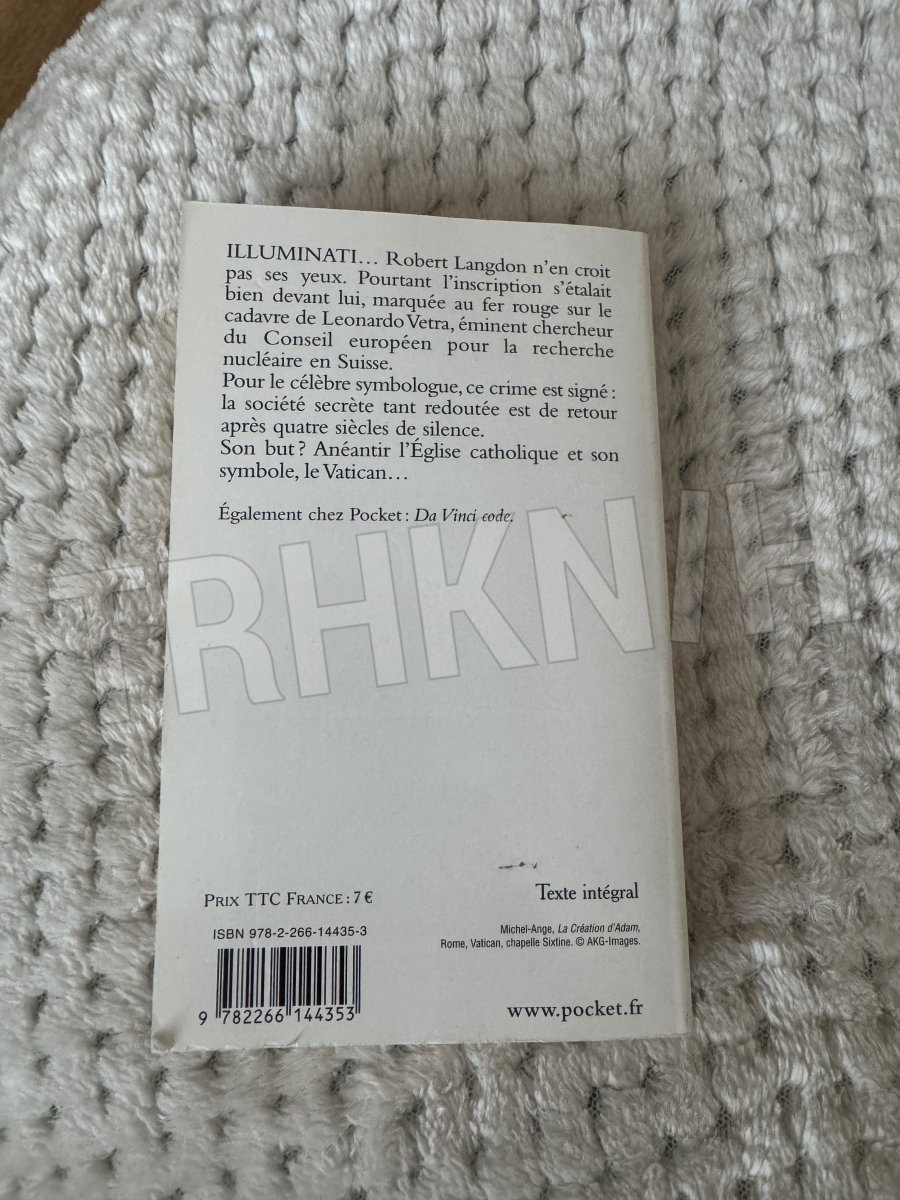 ILLUMINATI… Robert Langdon n'en croit
pas ses yeux. Pourtant l'inscription s'étalait
bien devant lui, marquée au fer rouge sur le
cadavre de Leonardo Vetra, éminent chercheur
du Conseil européen pour la recherche
nucléaire en Suisse.
Pour le célèbre symbologue, ce crime est signé :
la société secrète tant redoutée est de retour
après quatre siècles de silence.
Son but ? Anéantir l'Église catholique et son
symbole, le Vatican…
Également chez Pocket : Da Vinci code.
PRIX TTC FRANCE : 7 €
Texte intégral
ISBN 978-2-266-14435-3
Michel-Ange, La Création d'Adam,
Rome, Vatican, chapelle Sixtine. © AKG-Images.
9 782266 144353
www.pocket.fr